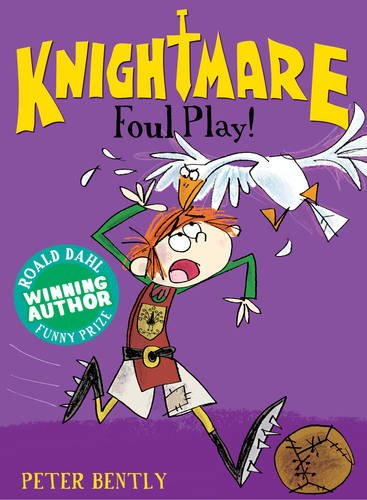 KNIGHTMARE
Foul Play!
ROALD DAHL
WINNING
AUTHOR
FUNNY PRIZE
PETER BENTLY